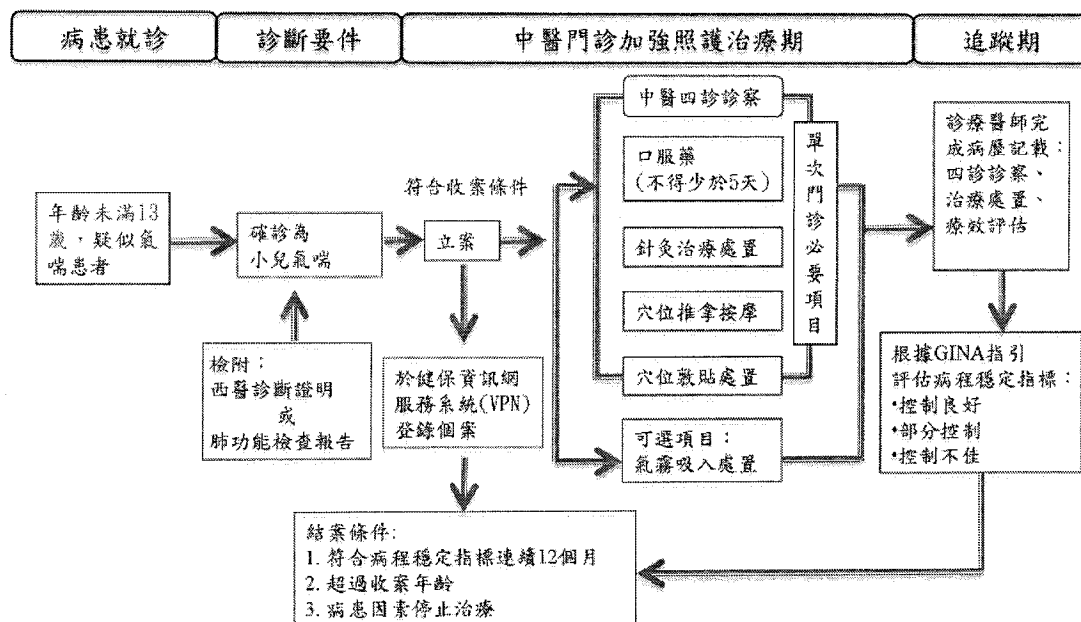 病患就診
診斷要件
中醫門診加強照護治療期
追蹤期
年齡未滿13
歲，疑似氣
喘患者
確診為
小兒氣喘
檢附：
西醫診斷證明
或
肺功能檢查報告
符合收案條件
立案
於健保資訊網
服務系統(VPN)
登錄個案
中醫四診診察
口服藥
(不得少於5天)
針灸治療處置
穴位推拿按摩
穴位敷貼處置
單次門診必要項目
可選項目：
氣霧吸入處置
診療醫師完
成病歷記載：
四診診察、
治療處置、
療效評估
根據GINA指引
評估病程穩定指標：
•控制良好
•部分控制
•控制不佳
結案條件:
1. 符合病程穩定指標連續12個月
2. 超過收案年齡
3. 病患因素停止治療